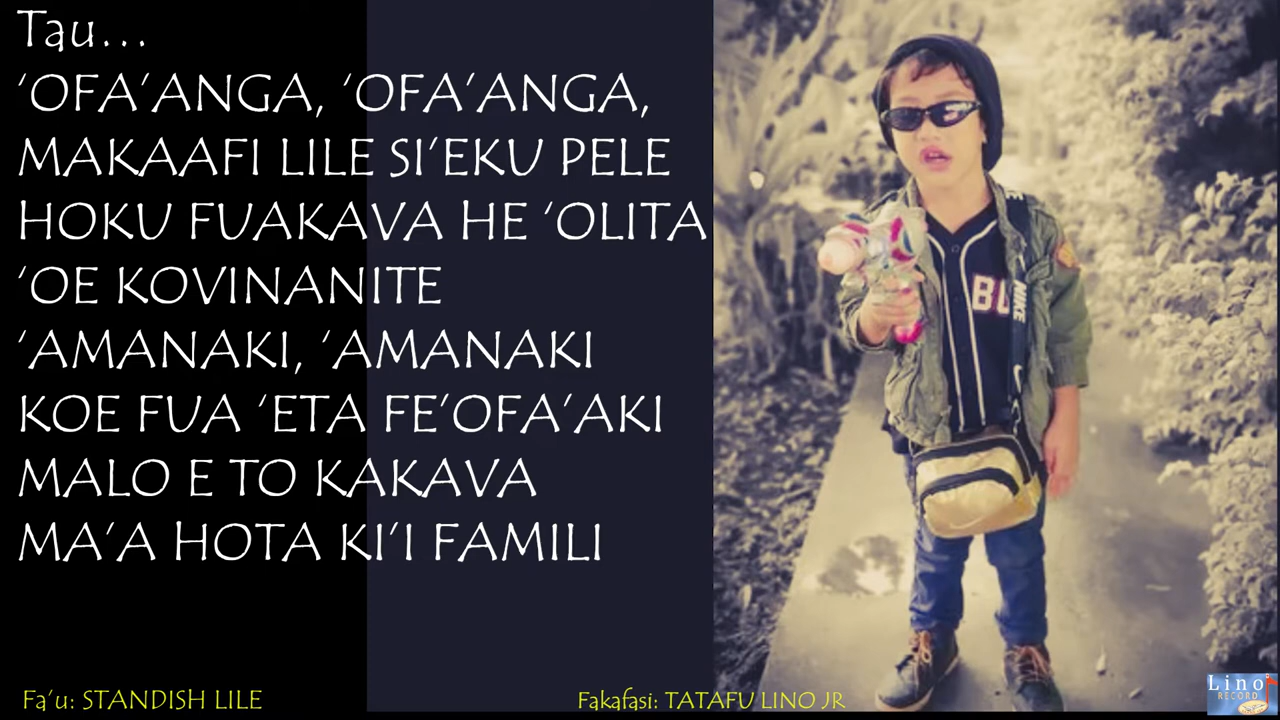 Tau...
‘OFA’ANGA, ‘OFA’ANGA,
MAKAAFI LILE SI’EKU PELE
HOKU FUAKAVA HE ‘OLITA
‘OE KOVINANITE
‘AMANAKI, ‘AMANAKI
KOE FUA ‘ETA FE’OFA’AKI
MALO E TO KAKAVA
MA’A HOTA KI’I FAMILI
BL
NIKE
Fa’u: STANDISH LILE
Fakafasi: TATAFU LINO JR
Lino
RECORD